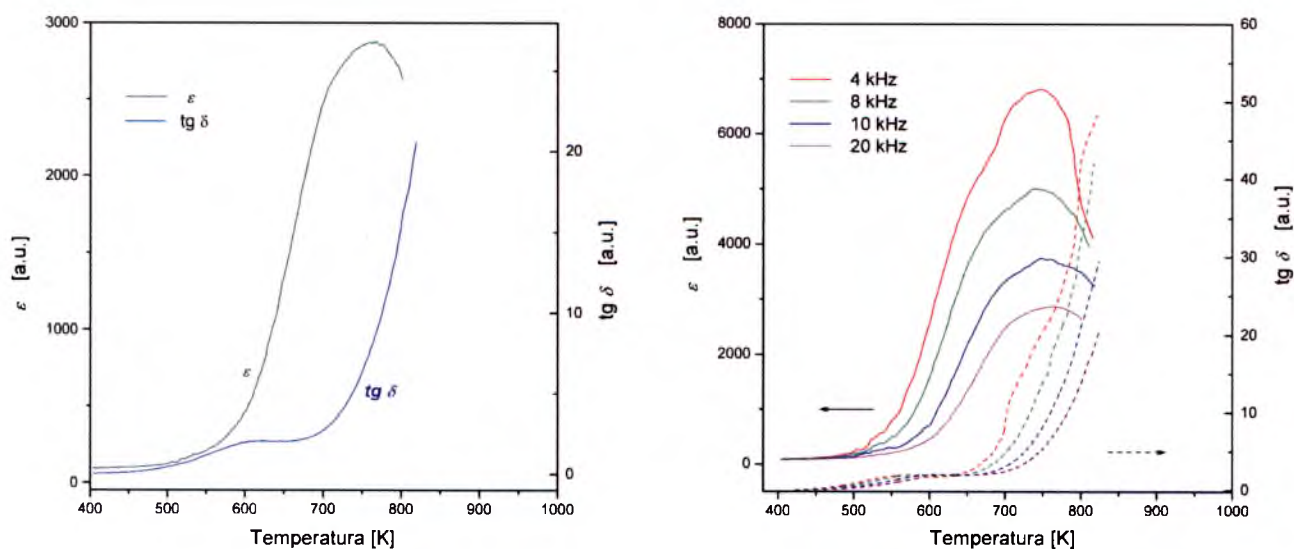 3000
2000
1000
0
ε [a.u.]
ε
tg δ
ε
tg δ
20
10
0
tg δ [a.u.]
400 500 600 700 800 900 1000
Temperatura [K]
8000
6000
4000
2000
0
ε [a.u.]
4 kHz
8 kHz
10 kHz
20 kHz
60
50
40
30
20
10
0
tg δ [a.u.]
400 500 600 700 800 900 1000
Temperatura [K]